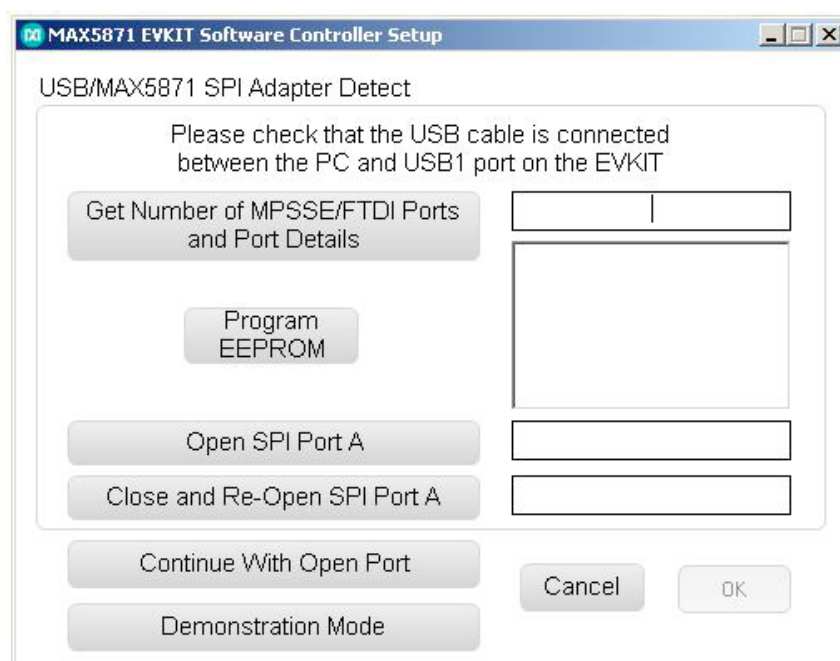 MAX5871 EVKIT Software Controller Setup
USB/MAX5871 SPI Adapter Detect
Please check that the USB cable is connected
between the PC and USB1 port on the EVKIT
Get Number of MPSSE/FTDI Ports
and Port Details
Program
EEPROM
Open SPI Port A
Close and Re-Open SPI Port A
Continue With Open Port
Cancel
OK
Demonstration Mode